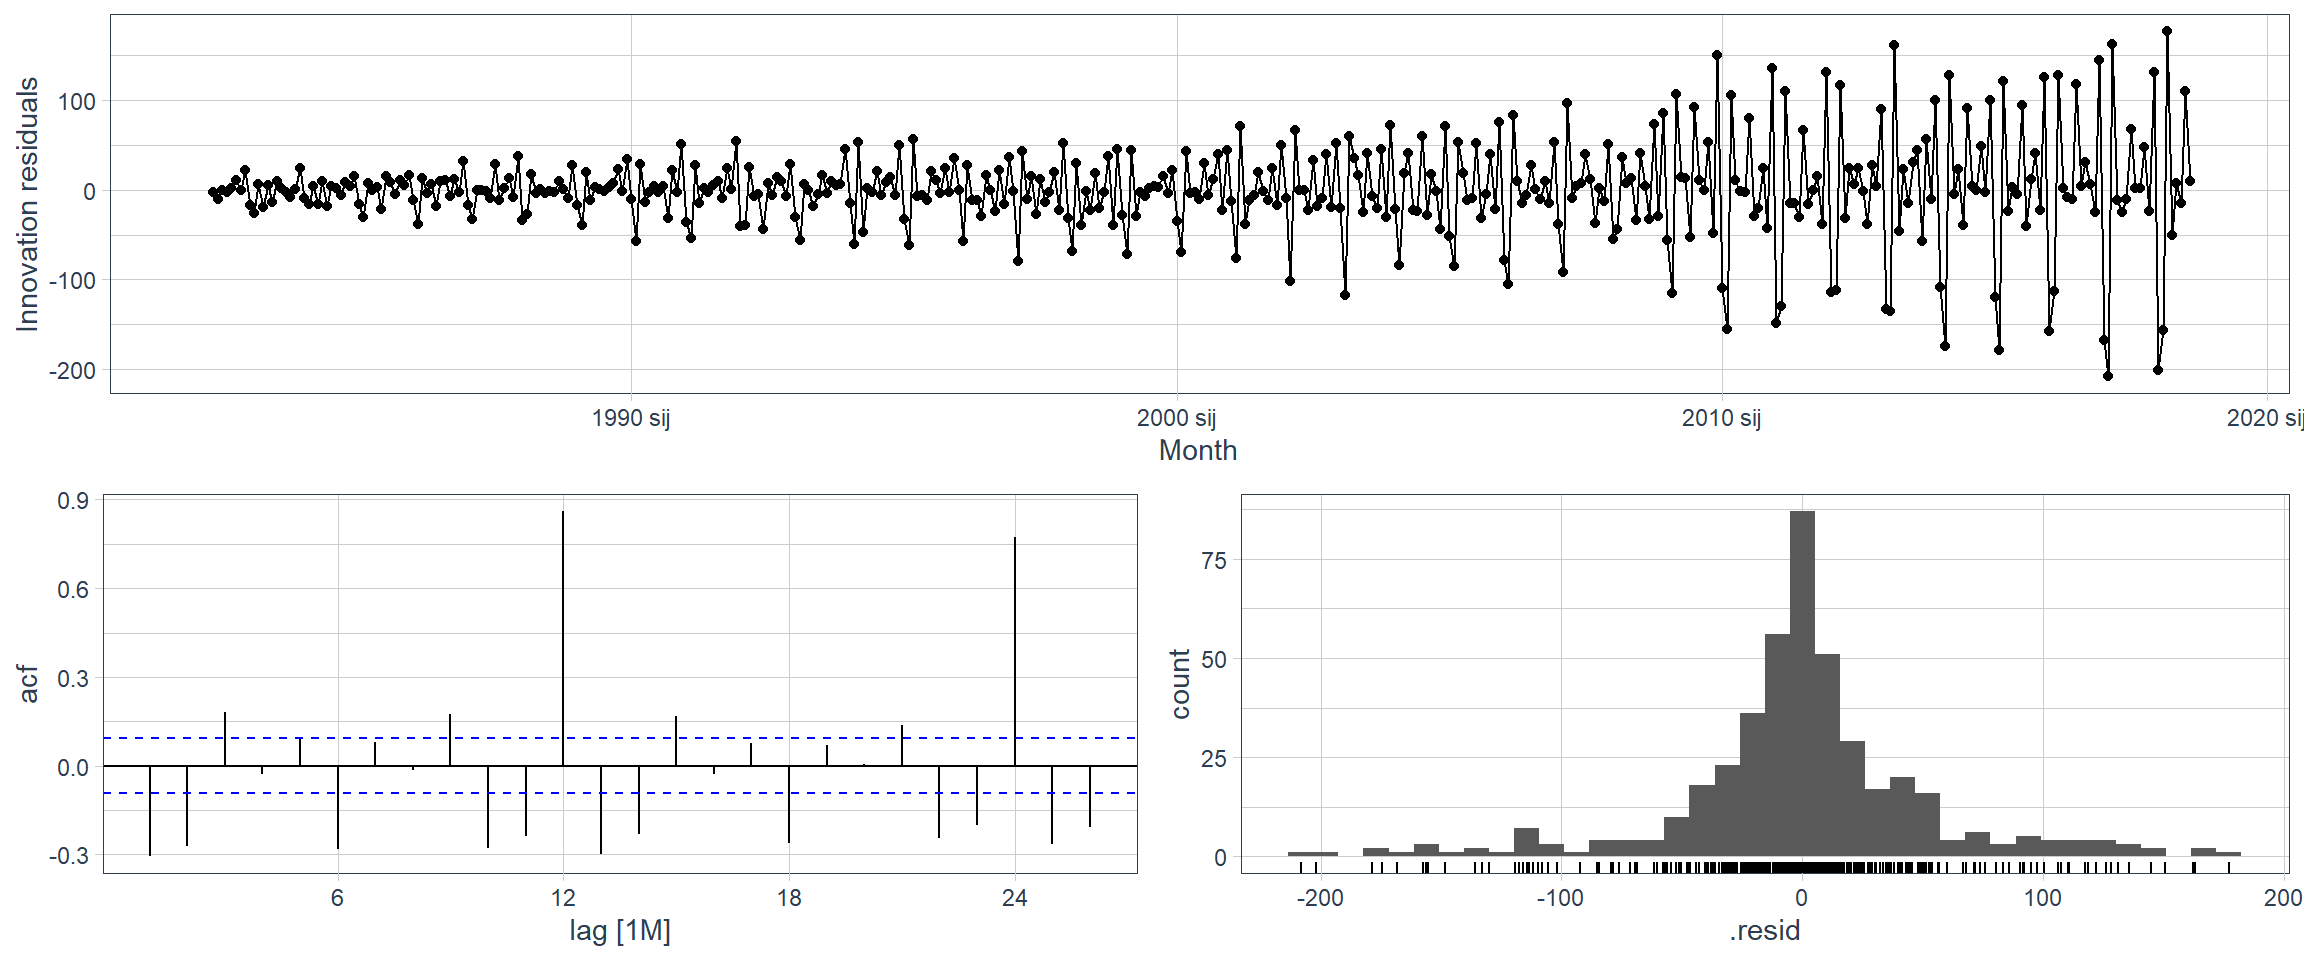 Innovation residuals
100
0
-100
-200
1990 sij
2000 sij
2010 sij
2020 sij
Month
acf
0.9
0.6
0.3
0.0
-0.3
6
12
18
24
lag [1M]
count
75
50
25
0
-200
-100
0
100
200
.resid